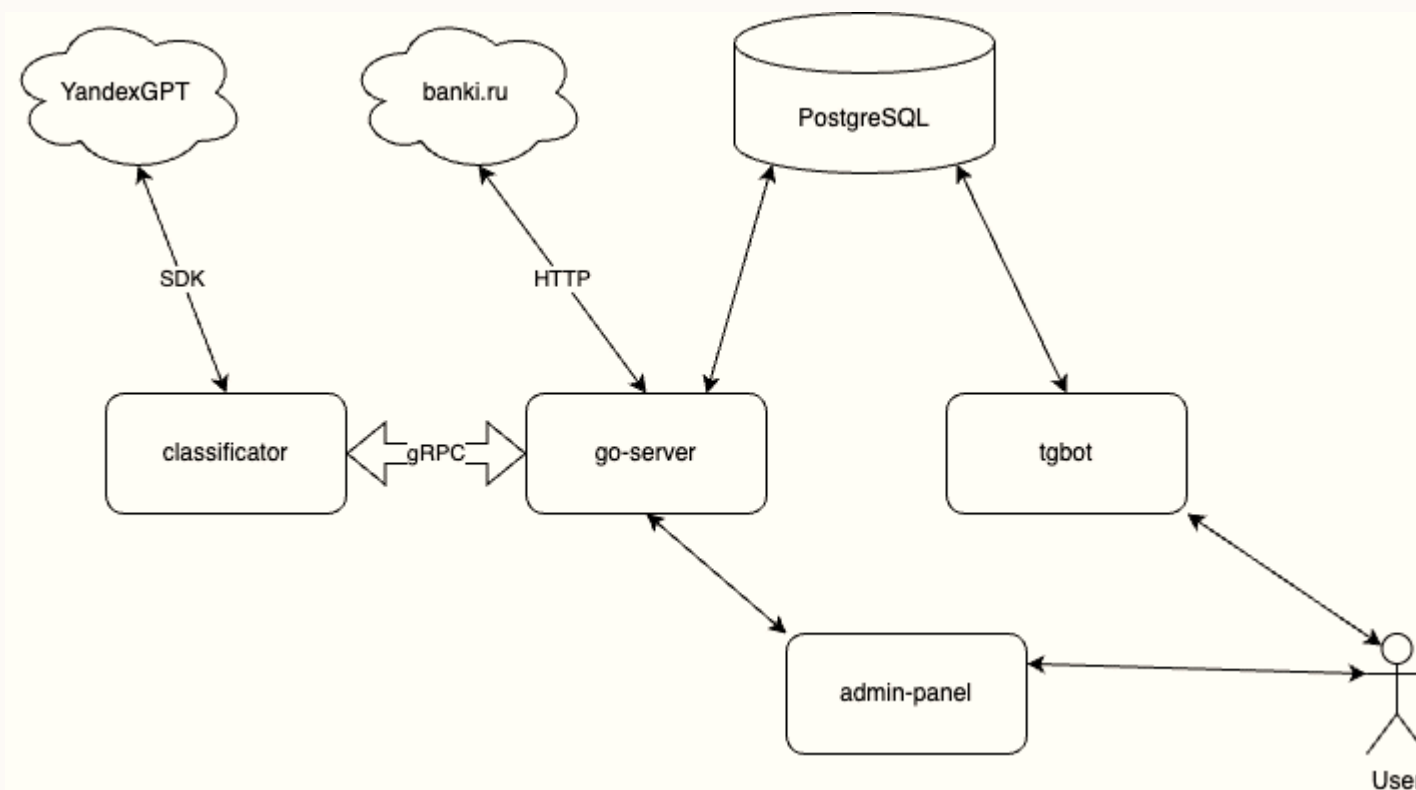 YandexGPT
banki.ru
PostgreSQL
SDK
HTTP
classificator
gRPC
go-server
tgbot
admin-panel
User